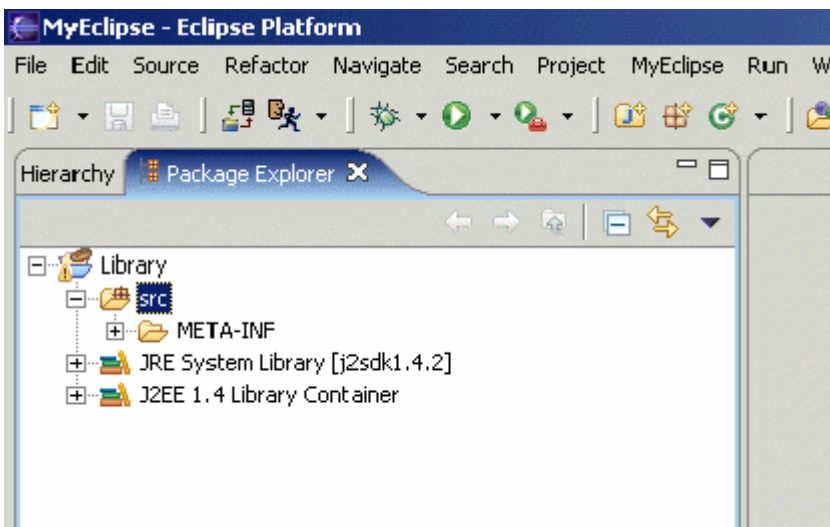 MyEclipse - Eclipse Platform
File Edit Source Refactor Navigate Search Project MyEclipse Run W
Hierarchy Package Explorer
Library
src
META-INF
JRE System Library [j2sdk1.4.2]
J2EE 1.4 Library Container